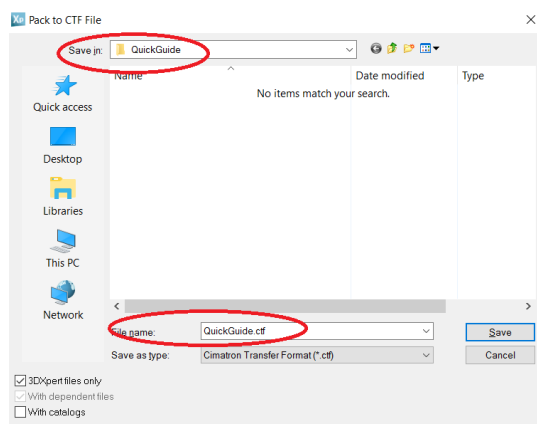 Xp Pack to CTF File
Save in: QuickGuide
Name Date modified Type
No items match your search.
Quick access
Desktop
Libraries
This PC
Network
File name: QuickGuide.ctf Save
Save as type: Cimatron Transfer Format (*.ctf) Cancel
3DXpert files only
With dependent files
With catalogs